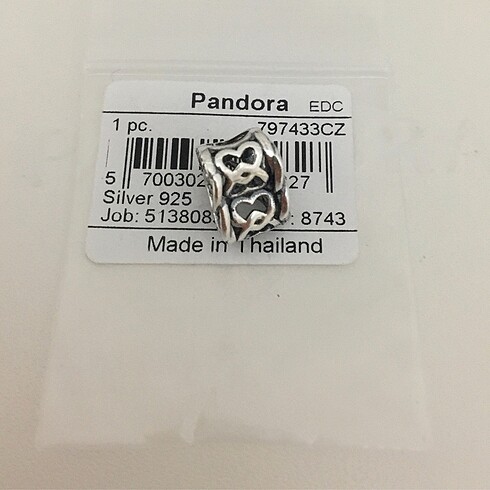 Pandora EDC
1 pc. 797433CZ
5 700302 27
Silver 925
Job: 513808 : 8743
Made in Thailand